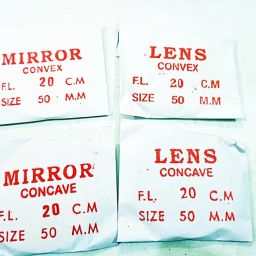 MIRROR
CONVEX
F.L. 20 C.M
SIZE 50 M.M
LENS
CONVEX
F.L. 20 C.M
SIZE 50 M.M
MIRROR
CONCAVE
F.L. 20 C.M
SIZE 50 M.M
LENS
CONCAVE
F.L. 20 C.M
SIZE 50 M.M